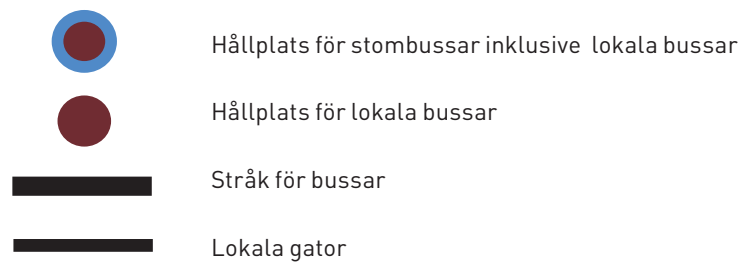 Hållplats för stombussar inklusive lokala bussar
Hållplats för lokala bussar
Stråk för bussar
Lokala gator